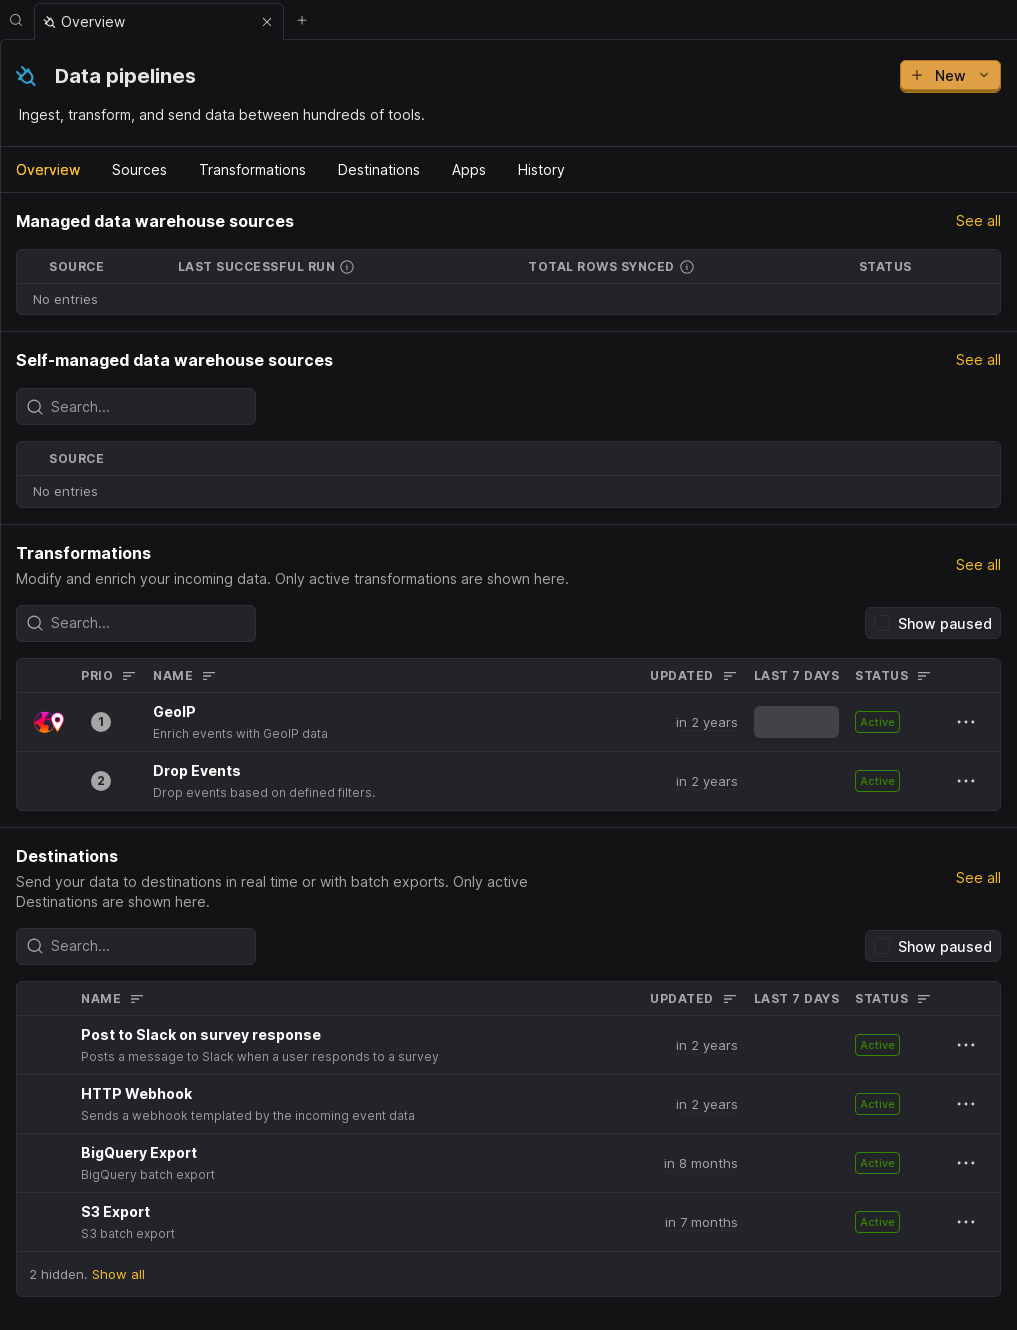 Overview
Data pipelines
New
Ingest, transform, and send data between hundreds of tools.
Overview Sources Transformations Destinations Apps History
Managed data warehouse sources See all
SOURCE LAST SUCCESSFUL RUN TOTAL ROWS SYNCED STATUS
No entries
Self-managed data warehouse sources See all
Search...
SOURCE
No entries
Transformations
Modify and enrich your incoming data. Only active transformations are shown here.
See all
Search... Show paused
PRIO NAME UPDATED LAST 7 DAYS STATUS
1 GeoIP in 2 years Active
Enrich events with GeoIP data
2 Drop Events in 2 years Active
Drop events based on defined filters.
Destinations
Send your data to destinations in real time or with batch exports. Only active
Destinations are shown here.
See all
Search... Show paused
NAME UPDATED LAST 7 DAYS STATUS
Post to Slack on survey response in 2 years Active
Posts a message to Slack when a user responds to a survey
HTTP Webhook in 2 years Active
Sends a webhook templated by the incoming event data
BigQuery Export in 8 months Active
BigQuery batch export
S3 Export in 7 months Active
S3 batch export
2 hidden. Show all